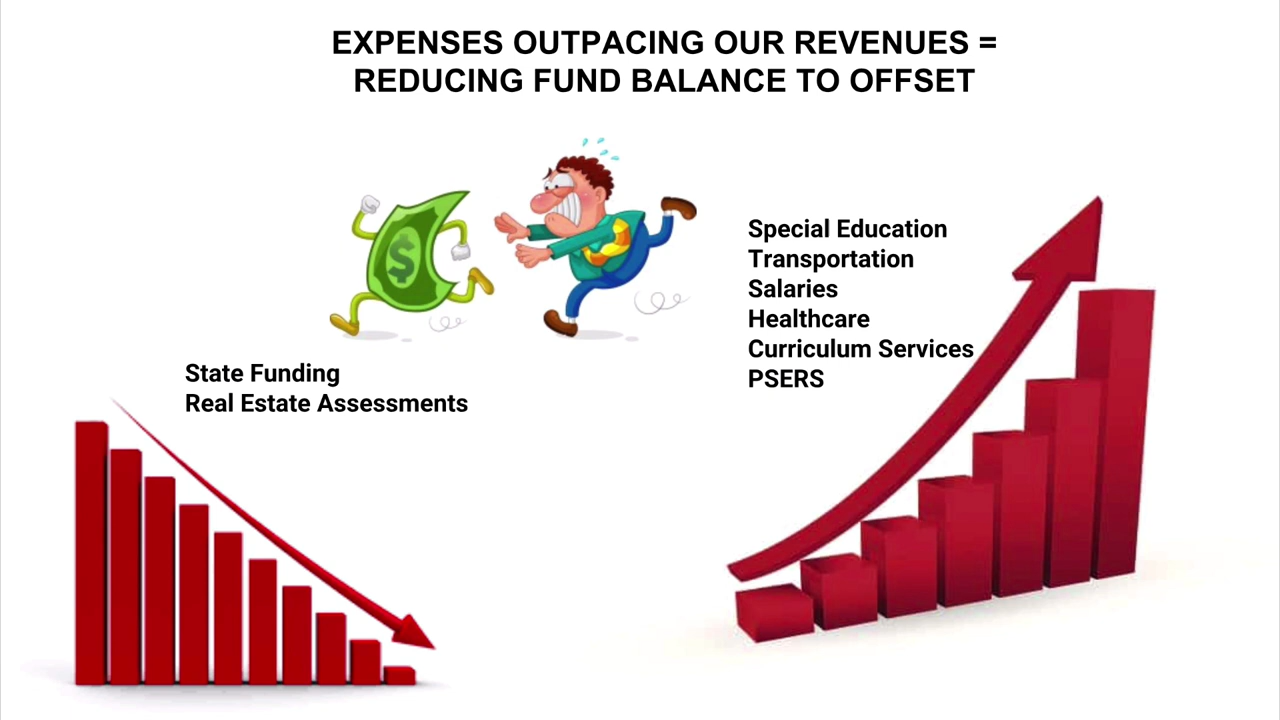 EXPENSES OUTPACING OUR REVENUES =
REDUCING FUND BALANCE TO OFFSET
$
State Funding
Real Estate Assessments
Special Education
Transportation
Salaries
Healthcare
Curriculum Services
PSERS